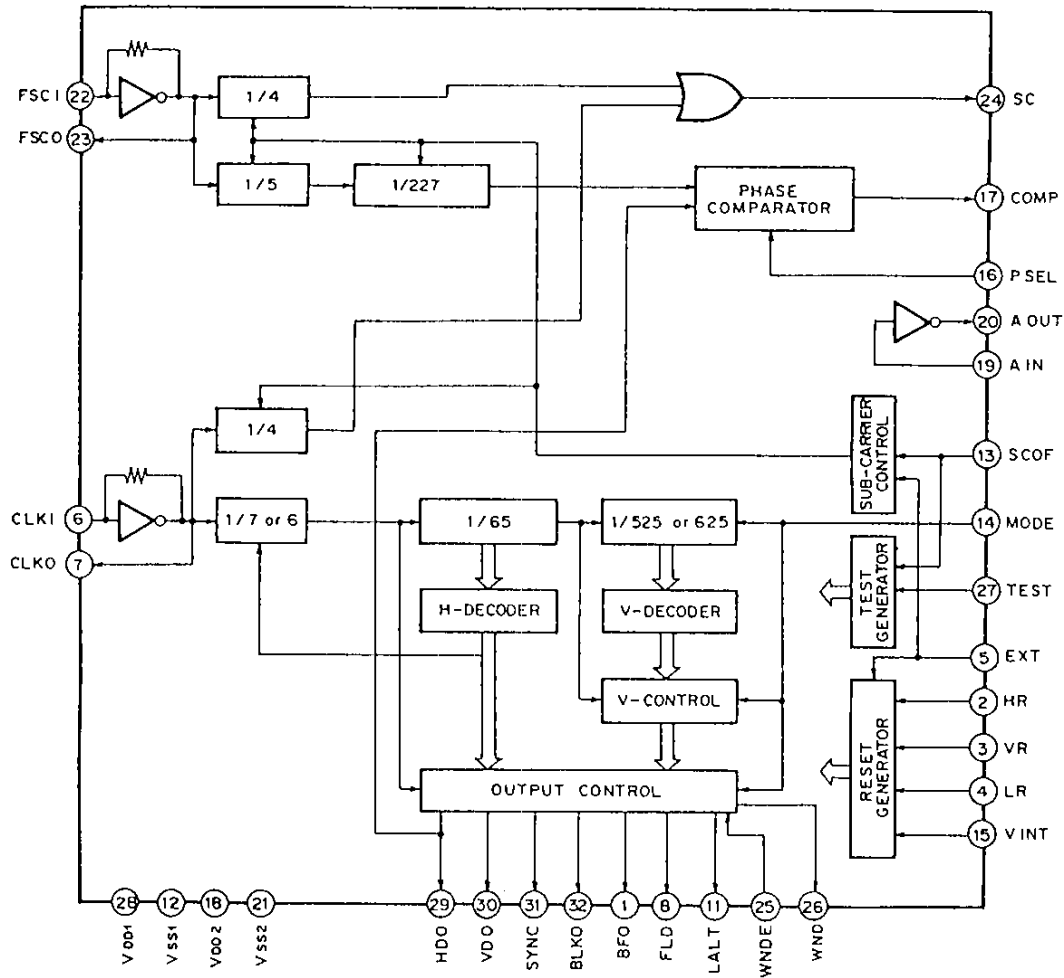 FSCI 22
FSCO 23
1/4
1/5
1/227
PHASE COMPARATOR
24 SC
17 COMP
16 PSEL
20 AOUT
19 AIN
1/4
SUB-CARRIER CONTROL
13 SCOF
CLKI 6
CLKO 7
1/7 or 6
1/65
1/525 or 625
14 MODE
H-DECODER
V-DECODER
TEST GENERATOR
27 TEST
5 EXT
V-CONTROL
2 HR
3 VR
RESET GENERATOR
4 LR
15 VINT
OUTPUT CONTROL
28 VDD1
12 VSS1
18 VDD2
21 VSS2
29 HDO
30 VDO
31 SYNC
32 BLKO
1 BFO
8 FLD
11 LALT
25 WNDE
26 WND